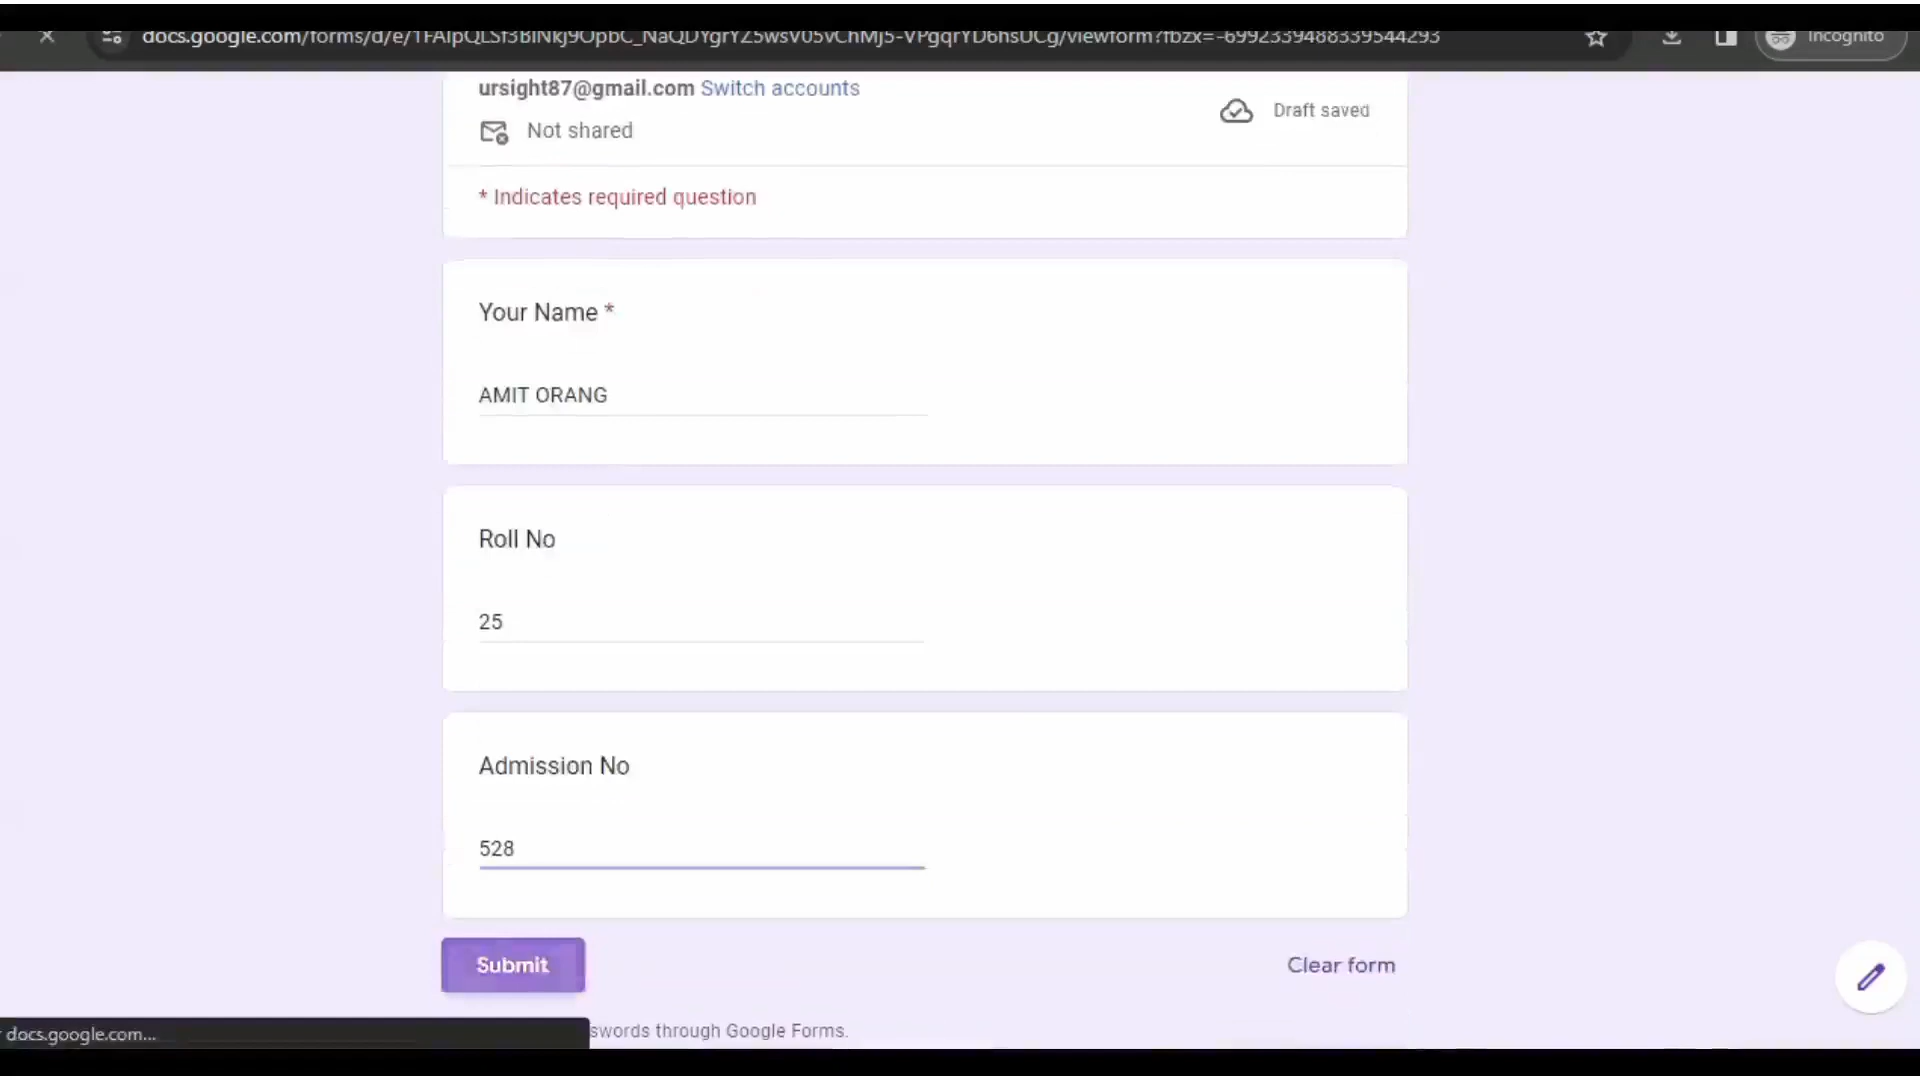 Incognito
ursight87@gmail.com Switch accounts
Not shared
Draft saved
* Indicates required question
Your Name *
AMIT ORANG
Roll No
25
Admission No
528
Submit
Clear form
docs.google.com...
swords through Google Forms.